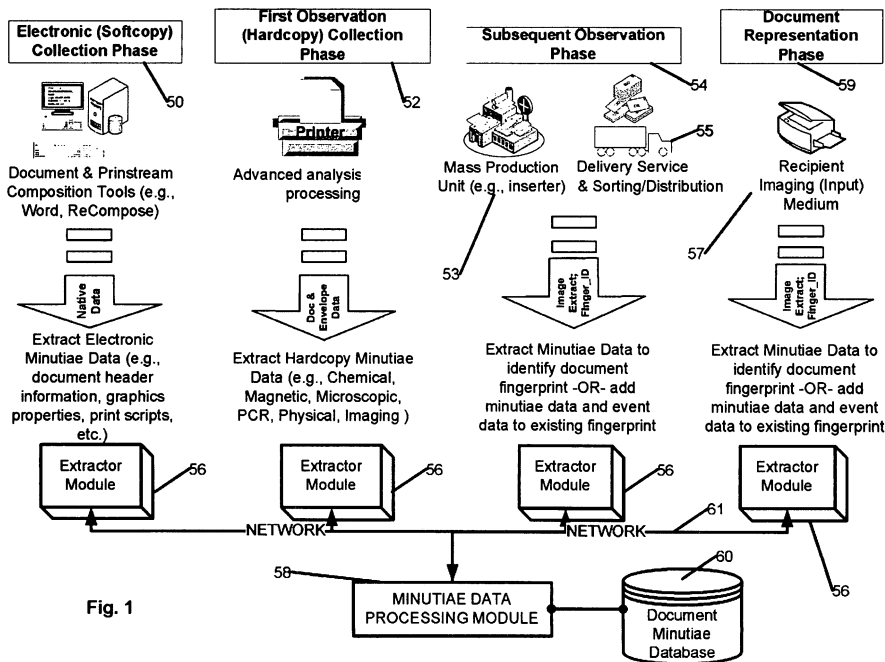 Electronic (Softcopy)
Collection Phase
50
Document & Prinstream
Composition Tools (e.g.,
Word, ReCompose)
Native
Data
Extract Electronic
Minutiae Data (e.g.,
document header
information, graphics
properties, print scripts,
etc.)
Extractor
Module
56
First Observation
(Hardcopy) Collection
Phase
52
Printer
Advanced analysis
processing
Doc &
Envelope
Data
Extract Hardcopy Minutiae
Data (e.g., Chemical,
Magnetic, Microscopic,
PCR, Physical, Imaging )
Extractor
Module
56
Subsequent Observation
Phase
54
55
Mass Production
Unit (e.g., inserter)
53
Delivery Service
& Sorting/Distribution
Image
Extract;
Finger_ID
Extract Minutiae Data to
identify document
fingerprint -OR- add
minutiae data and event
data to existing fingerprint
Extractor
Module
56
Document
Representation
Phase
59
Recipient
Imaging (Input)
Medium
57
Image
Extract;
Finger_ID
Extract Minutiae Data to
identify document
fingerprint -OR- add
minutiae data and event
data to existing fingerprint
Extractor
Module
56
NETWORK
NETWORK
61
58
MINUTIAE DATA
PROCESSING MODULE
60
Document
Minutiae
Database
Fig. 1